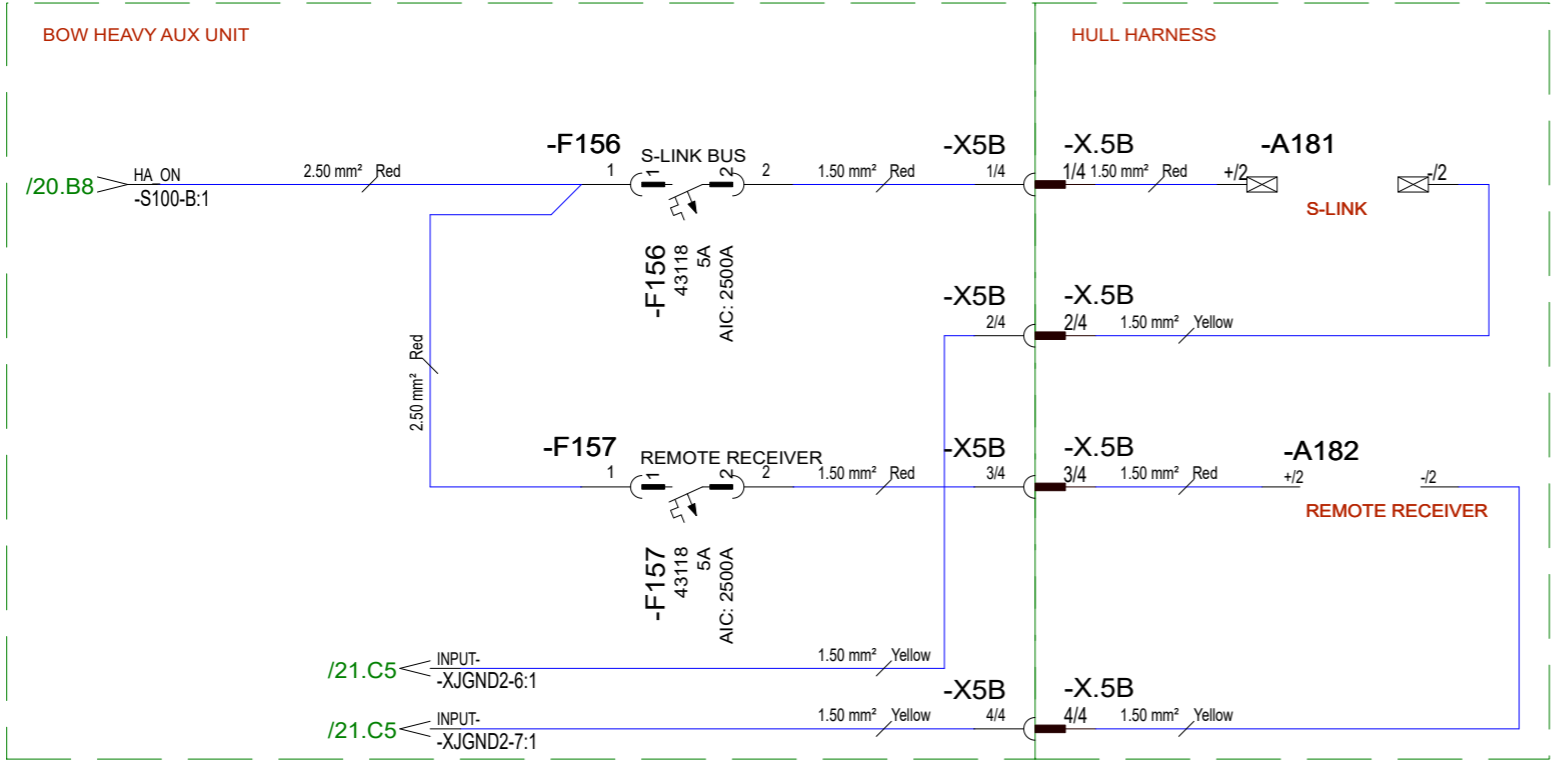 BOW HEAVY AUX UNIT
HULL HARNESS
-F156
S-LINK BUS
-X5B
-X.5B
-A181
/20.B8
HA_ON
-S100-B:1
2.50 mm² Red
1
1
2
2
1.50 mm² Red
1/4
1/4
1.50 mm² Red
+/2
-/2
S-LINK
-F156
43118
5A
AIC: 2500A
-X5B
-X.5B
2/4
2/4
1.50 mm² Yellow
2.50 mm² Red
-F157
REMOTE RECEIVER
-X5B
-X.5B
-A182
1
1
2
2
1.50 mm² Red
3/4
3/4
1.50 mm² Red
+/2
-/2
REMOTE RECEIVER
-F157
43118
5A
AIC: 2500A
/21.C5
INPUT-
-XJGND2-6:1
1.50 mm² Yellow
-X5B
-X.5B
/21.C5
INPUT-
-XJGND2-7:1
1.50 mm² Yellow
4/4
4/4
1.50 mm² Yellow